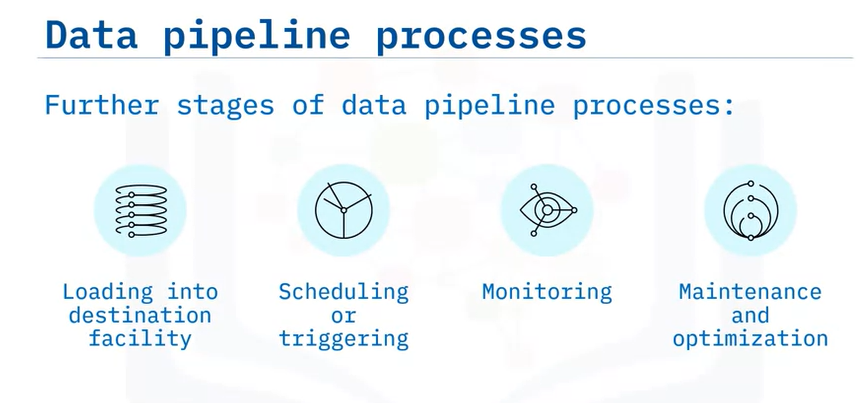 Data pipeline processes
Further stages of data pipeline processes:
Loading into
destination
facility
Scheduling
or
triggering
Monitoring
Maintenance
and
optimization